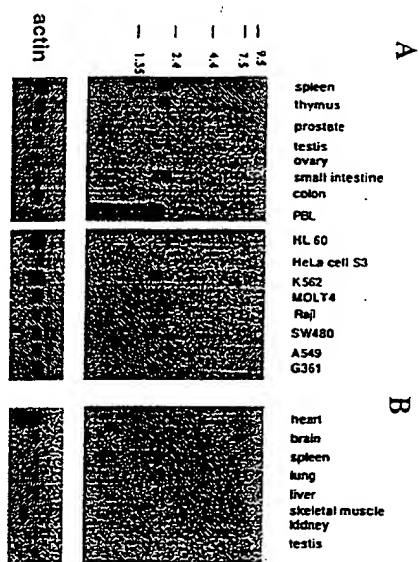 A
9.5
7.5
4.4
2.4
1.35
actin
spleen
thymus
prostate
testis
ovary
small intestine
colon
PBL
HL 60
HeLa cell S3
K562
MOLT4
Raji
SW480
A549
G361
B
heart
brain
spleen
lung
liver
skeletal muscle
kidney
testis